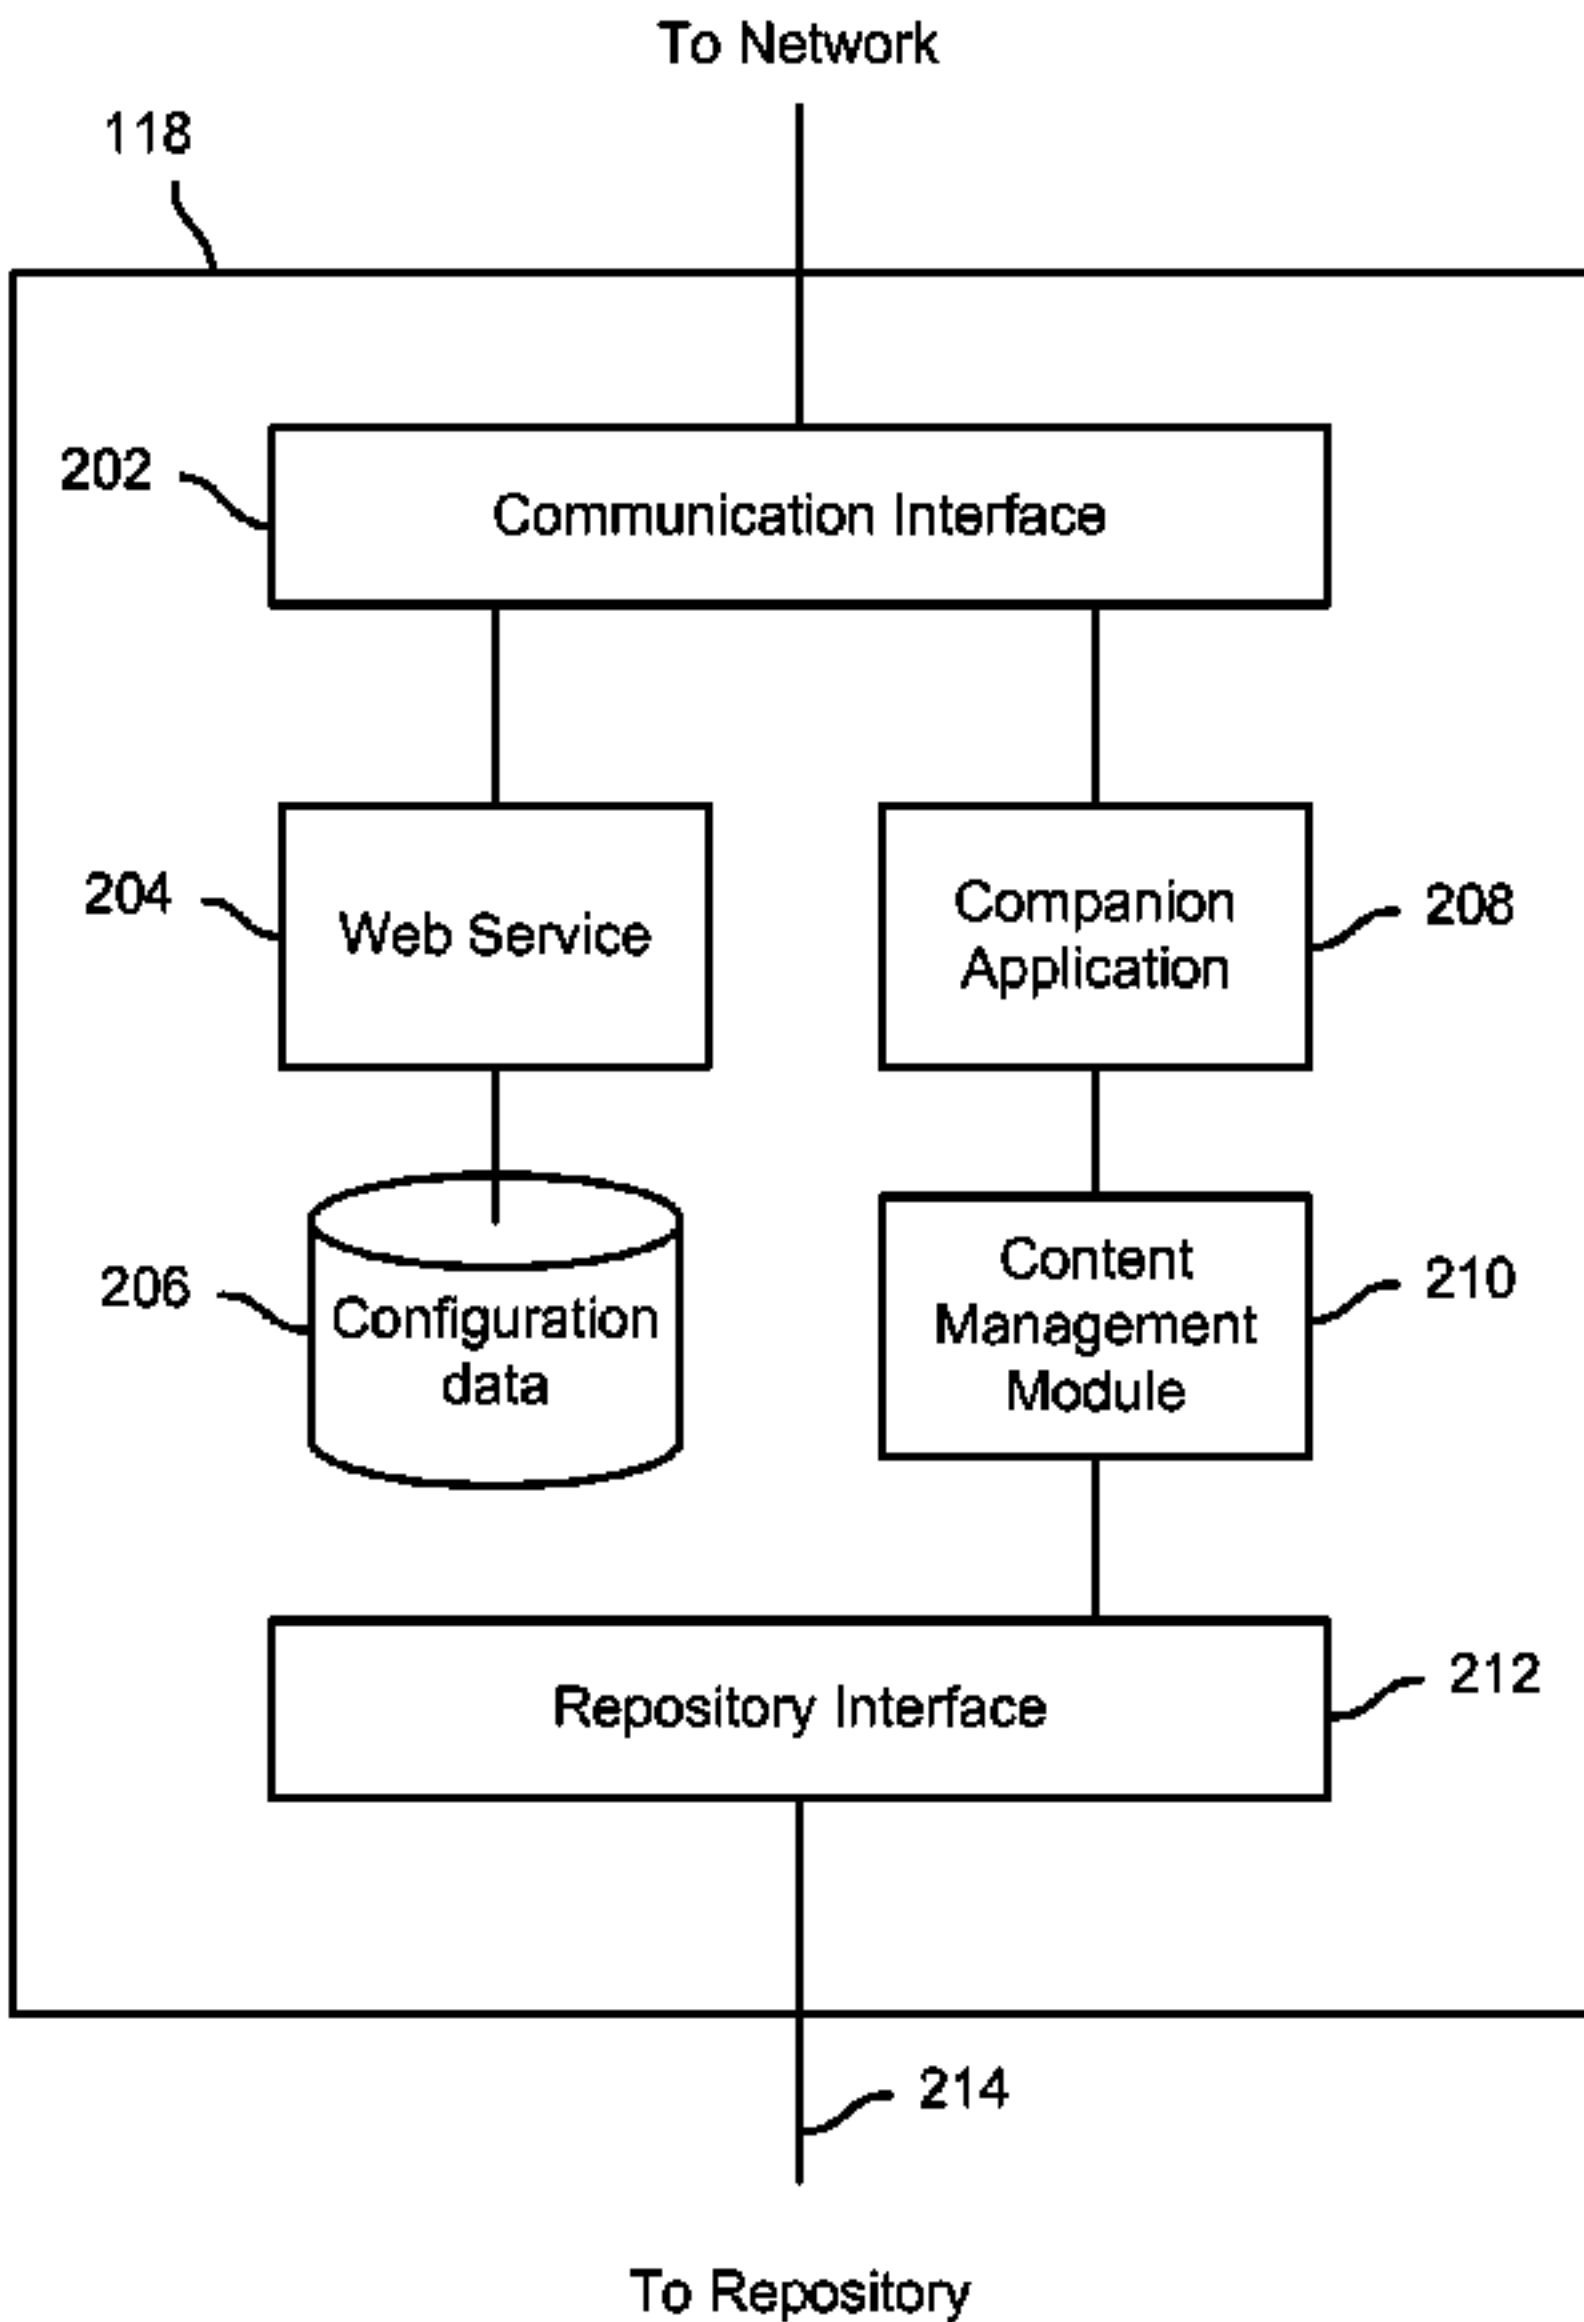 To Network
118
202
Communication Interface
204
Web Service
Companion
Application
208
206
Configuration
data
Content
Management
Module
210
Repository Interface
212
214
To Repository